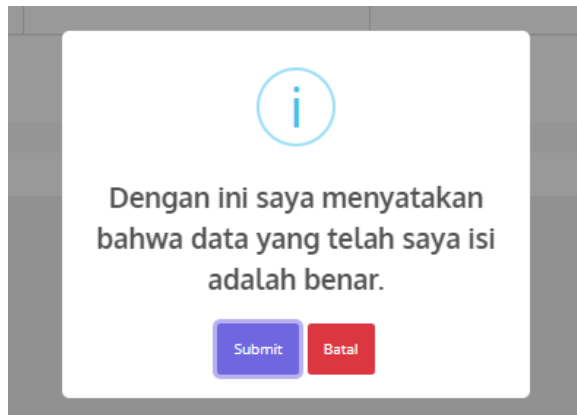 Dengan ini saya menyatakan
bahwa data yang telah saya isi
adalah benar.
Submit
Batal